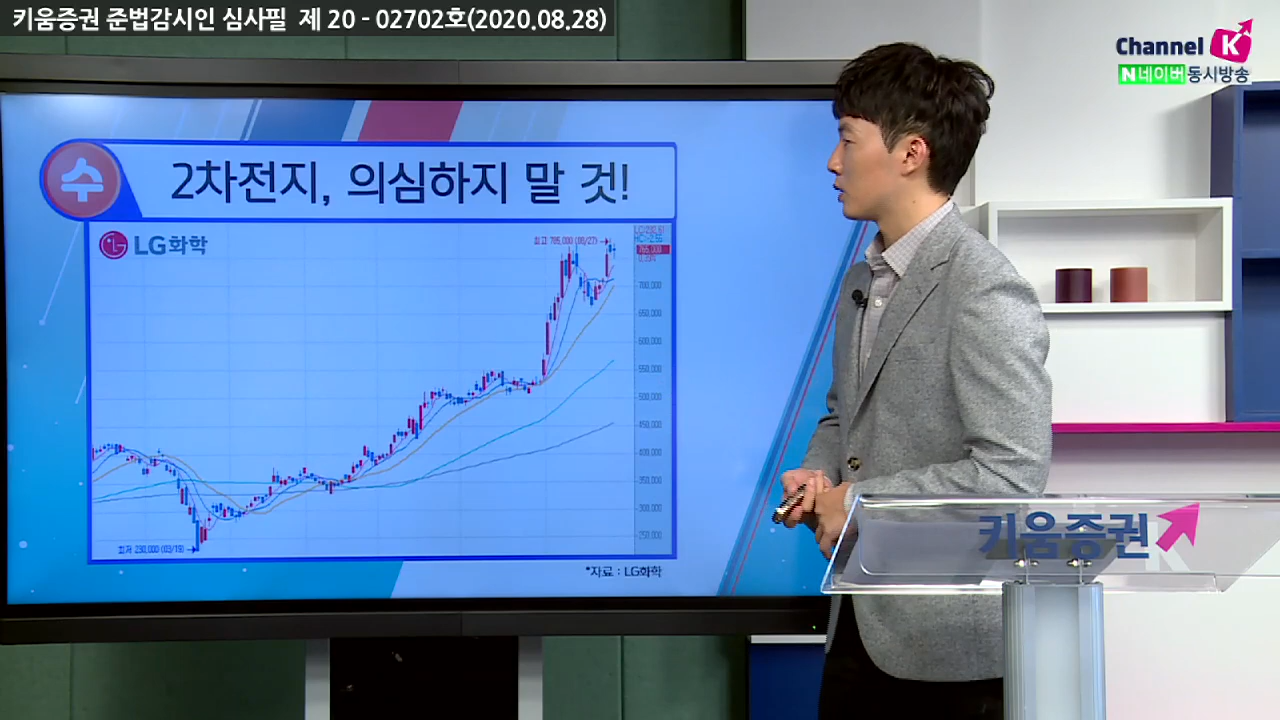 키움증권 준법감시인 심사필 제 20 - 02702호(2020.08.28)
Channel K
N네이버 동시방송
수
2차전지, 의심하지 말 것!
LG화학
최고 785,000 (08/27)
700,000
650,000
600,000
550,000
500,000
450,000
400,000
350,000
300,000
250,000
최저 230,000 (03/19)
*자료 : LG화학
키움증권